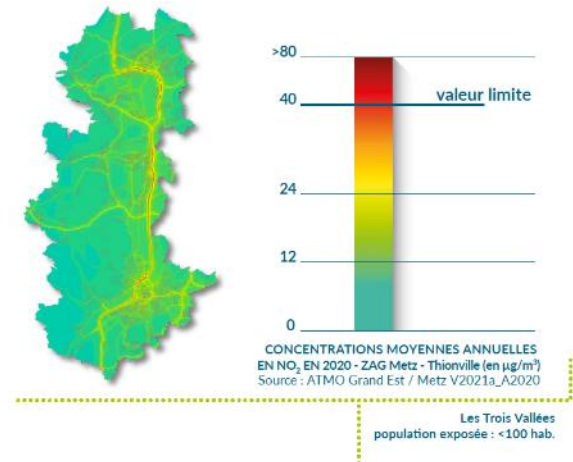 >80
40
valeur limite
24
12
0
CONCENTRATIONS MOYENNES ANNUELLES
EN NO₂ EN 2020 - ZAG Metz - Thionville (en µg/m³)
Source : ATMO Grand Est / Metz V2021a_A2020
Les Trois Vallées
population exposée : <100 hab.